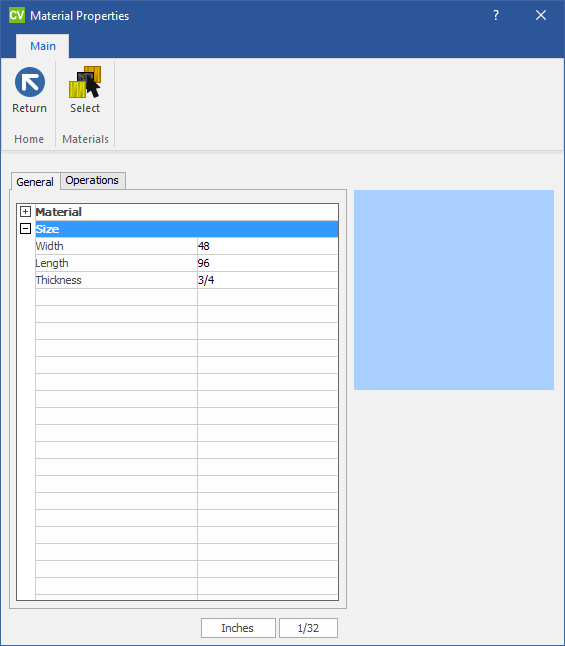 CV Material Properties ?
Main
Return Select
Home Materials
General Operations
Material
Size
Width 48
Length 96
Thickness 3/4
Inches 1/32